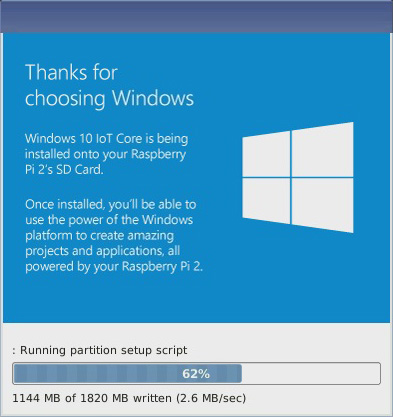 Thanks for
choosing Windows
Windows 10 IoT Core is being
installed onto your Raspberry
Pi 2's SD Card.
Once installed, you'll be able to
use the power of the Windows
platform to create amazing
projects and applications, all
powered by your Raspberry Pi 2.
: Running partition setup script
62%
1144 MB of 1820 MB written (2.6 MB/sec)